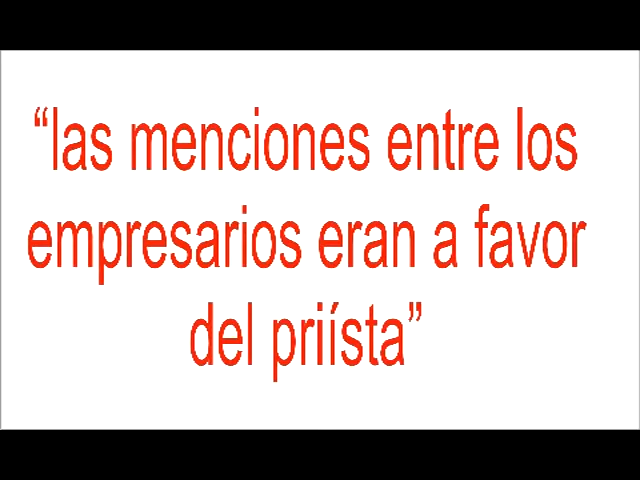 “las menciones entre los
empresarios eran a favor
del priísta”